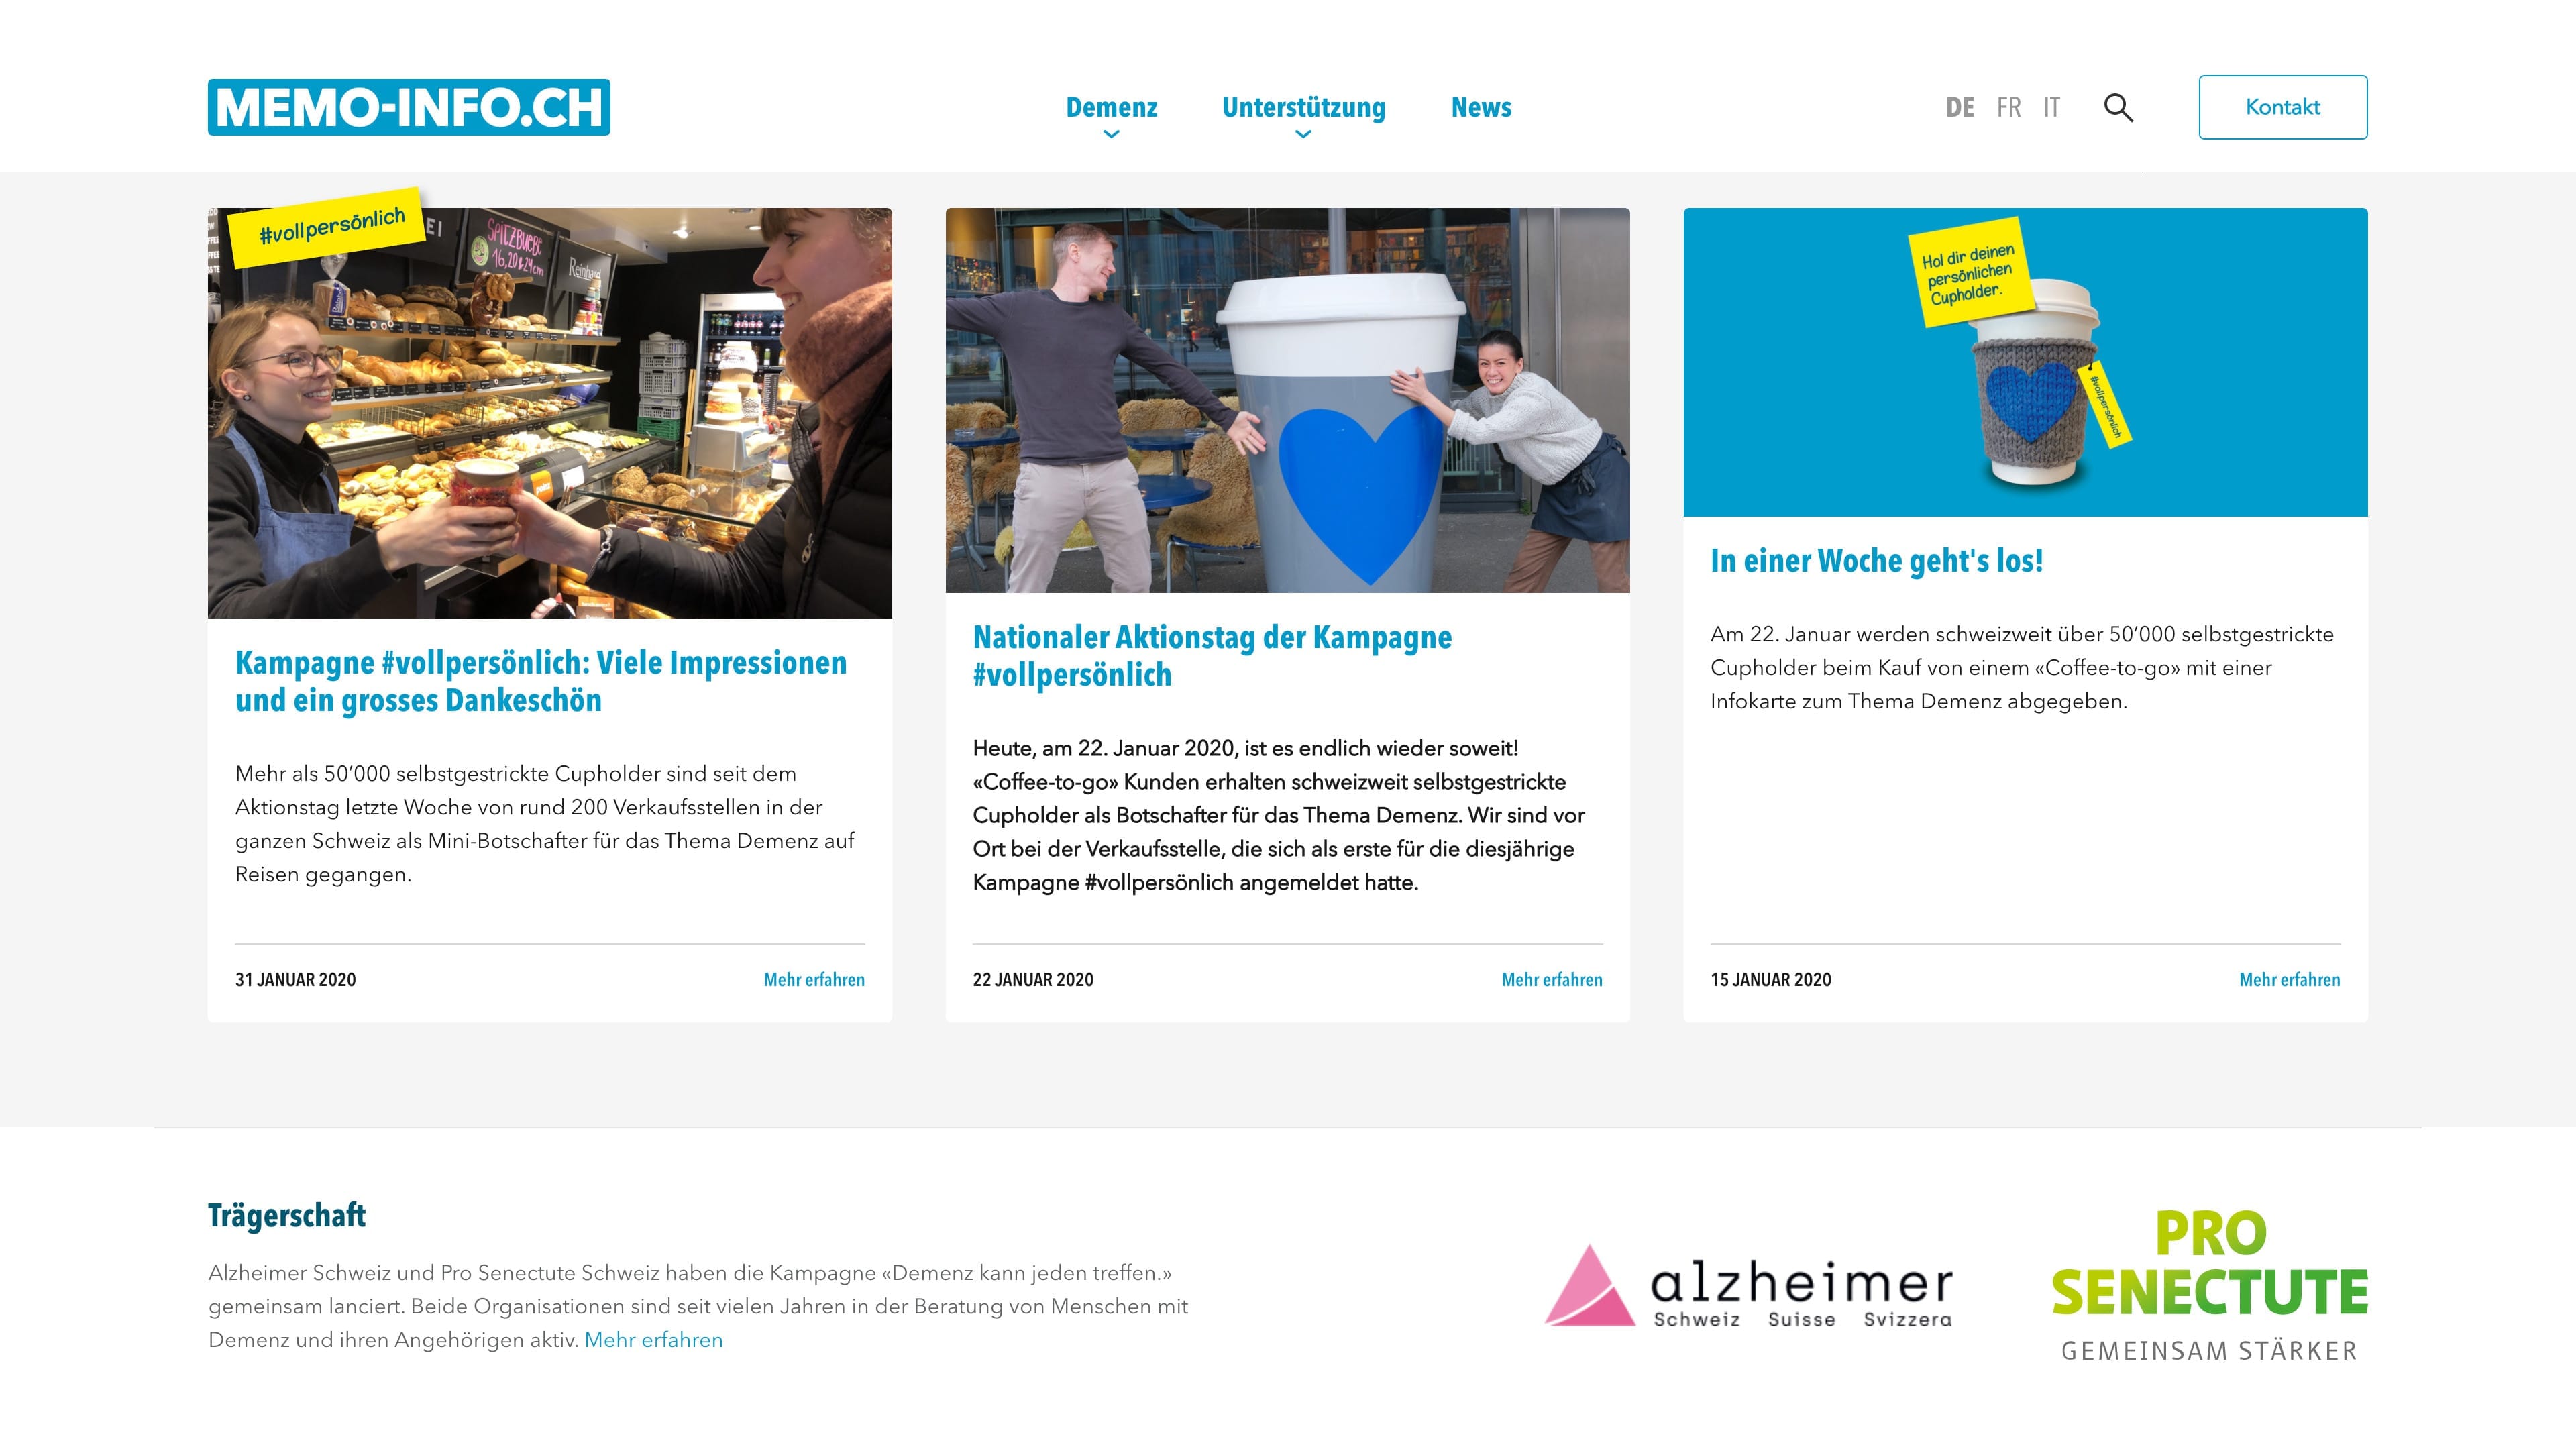 MEMO-INFO.CH
Demenz
Unterstützung
News
DE FR IT
Kontakt
#vollpersönlich
EI
SPITZBUEBE
16,20 & 24cm
Reinhard
Kampagne #vollpersönlich: Viele Impressionen
und ein grosses Dankeschön
Mehr als 50’000 selbstgestrickte Cupholder sind seit dem
Aktionstag letzte Woche von rund 200 Verkaufsstellen in der
ganzen Schweiz als Mini-Botschafter für das Thema Demenz auf
Reisen gegangen.
31 JANUAR 2020
Mehr erfahren
Nationaler Aktionstag der Kampagne
#vollpersönlich
Heute, am 22. Januar 2020, ist es endlich wieder soweit!
«Coffee-to-go» Kunden erhalten schweizweit selbstgestrickte
Cupholder als Botschafter für das Thema Demenz. Wir sind vor
Ort bei der Verkaufsstelle, die sich als erste für die diesjährige
Kampagne #vollpersönlich angemeldet hatte.
22 JANUAR 2020
Mehr erfahren
Hol dir deinen
persönlichen
Cupholder.
#vollpersönlich
In einer Woche geht's los!
Am 22. Januar werden schweizweit über 50’000 selbstgestrickte
Cupholder beim Kauf von einem «Coffee-to-go» mit einer
Infokarte zum Thema Demenz abgegeben.
15 JANUAR 2020
Mehr erfahren
Trägerschaft
Alzheimer Schweiz und Pro Senectute Schweiz haben die Kampagne «Demenz kann jeden treffen.»
gemeinsam lanciert. Beide Organisationen sind seit vielen Jahren in der Beratung von Menschen mit
Demenz und ihren Angehörigen aktiv. Mehr erfahren
alzheimer
Schweiz Suisse Svizzera
PRO
SENECTUTE
GEMEINSAM STÄRKER